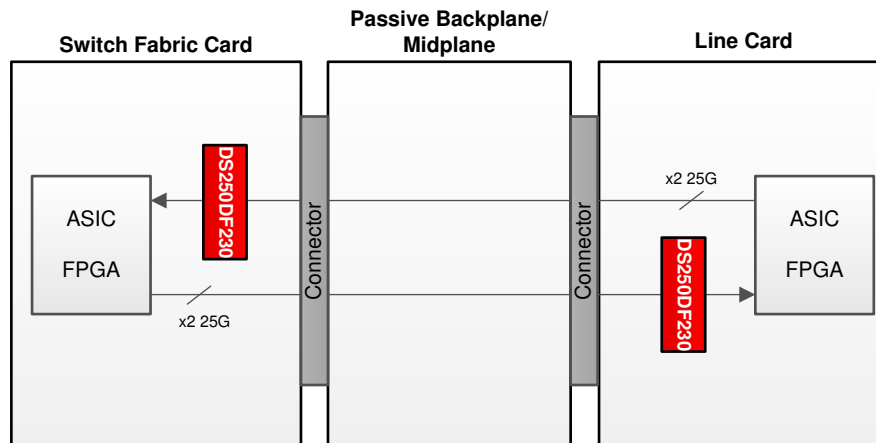 Passive Backplane/
Midplane
Switch Fabric Card
Line Card
DS250DF230
x2 25G
ASIC
FPGA
Connector
Connector
ASIC
FPGA
x2 25G
DS250DF230